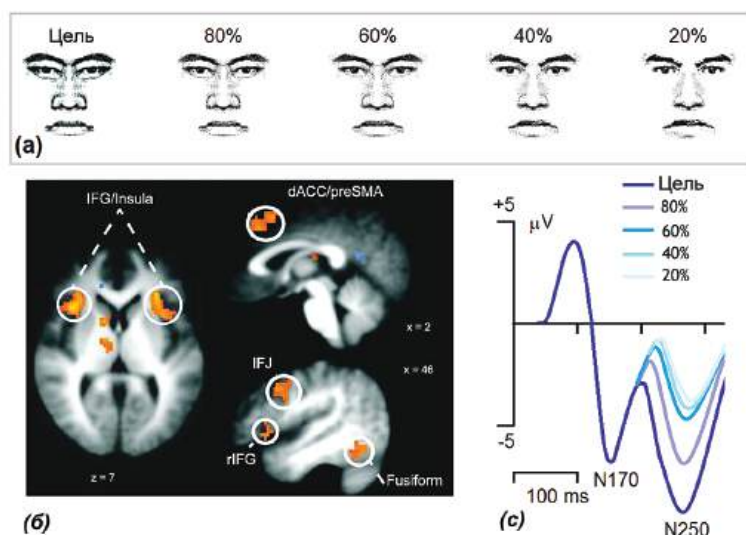 Цель 80% 60% 40% 20%
(а)
IFG/Insula
dACC/preSMA
x = 2
x = 46
IFJ
rIFG
Fusiform
z = 7
(б)
Цель
80%
60%
40%
20%
+5
μV
-5
100 ms
N170
N250
(c)